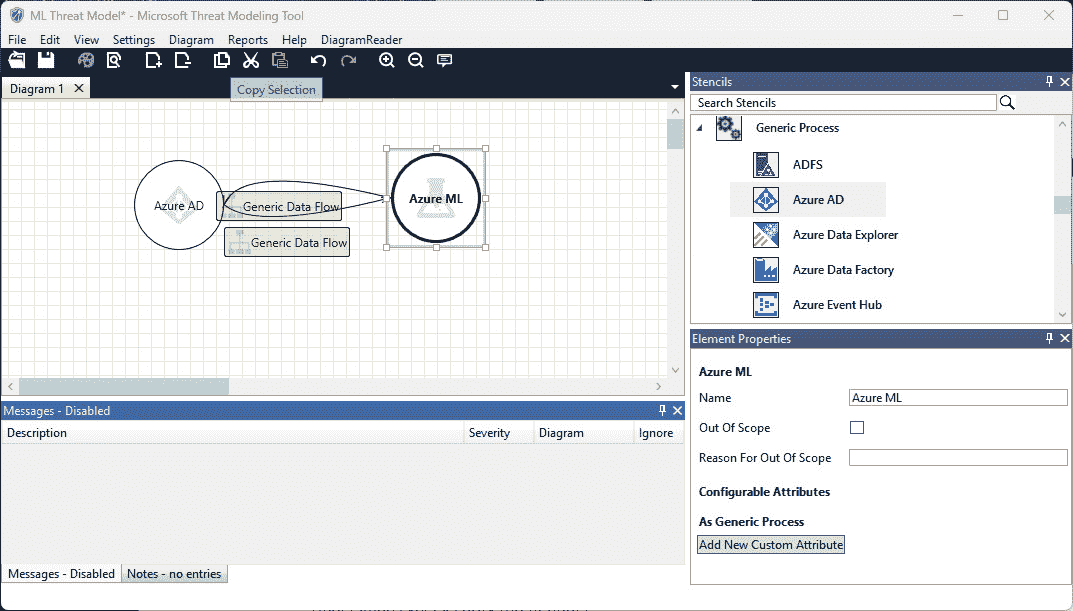 ML Threat Model* - Microsoft Threat Modeling Tool
File Edit View Settings Diagram Reports Help DiagramReader
Diagram 1
Copy Selection
Azure AD
Generic Data Flow
Generic Data Flow
Azure ML
Stencils
Search Stencils
Generic Process
ADFS
Azure AD
Azure Data Explorer
Azure Data Factory
Azure Event Hub
Element Properties
Azure ML
Name Azure ML
Out Of Scope
Reason For Out Of Scope
Configurable Attributes
As Generic Process
Add New Custom Attribute
Messages - Disabled
Description Severity Diagram Ignore
Messages - Disabled Notes - no entries